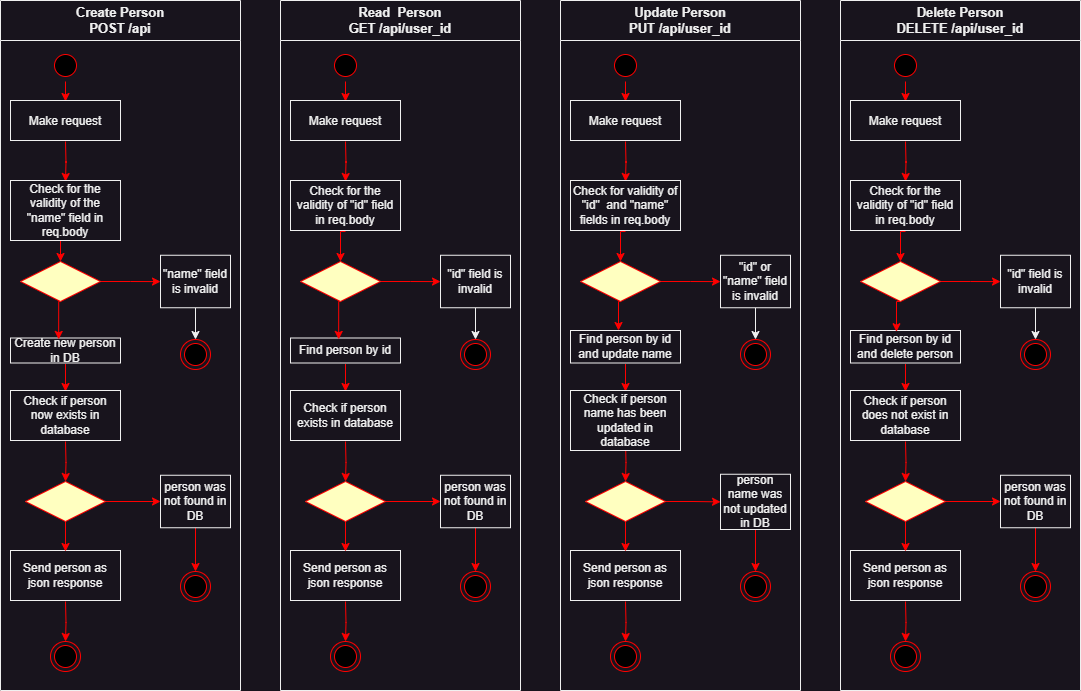 Create Person
POST /api
Make request
Check for the
validity of the
"name" field in
req.body
"name" field
is invalid
Create new person
in DB
Check if person
now exists in
database
person was
not found in
DB
Send person as
json response
Read Person
GET /api/user_id
Make request
Check for the
validity of "id" field
in req.body
"id" field is
invalid
Find person by id
Check if person
exists in database
person was
not found in
DB
Send person as
json response
Update Person
PUT /api/user_id
Make request
Check for validity of
"id" and "name"
fields in req.body
"id" or
"name" field
is invalid
Find person by id
and update name
Check if person
name has been
updated in
database
person
name was
not updated
in DB
Send person as
json response
Delete Person
DELETE /api/user_id
Make request
Check for the
validity of "id" field
in req.body
"id" field is
invalid
Find person by id
and delete person
Check if person
does not exist in
database
person was
not found in
DB
Send person as
json response